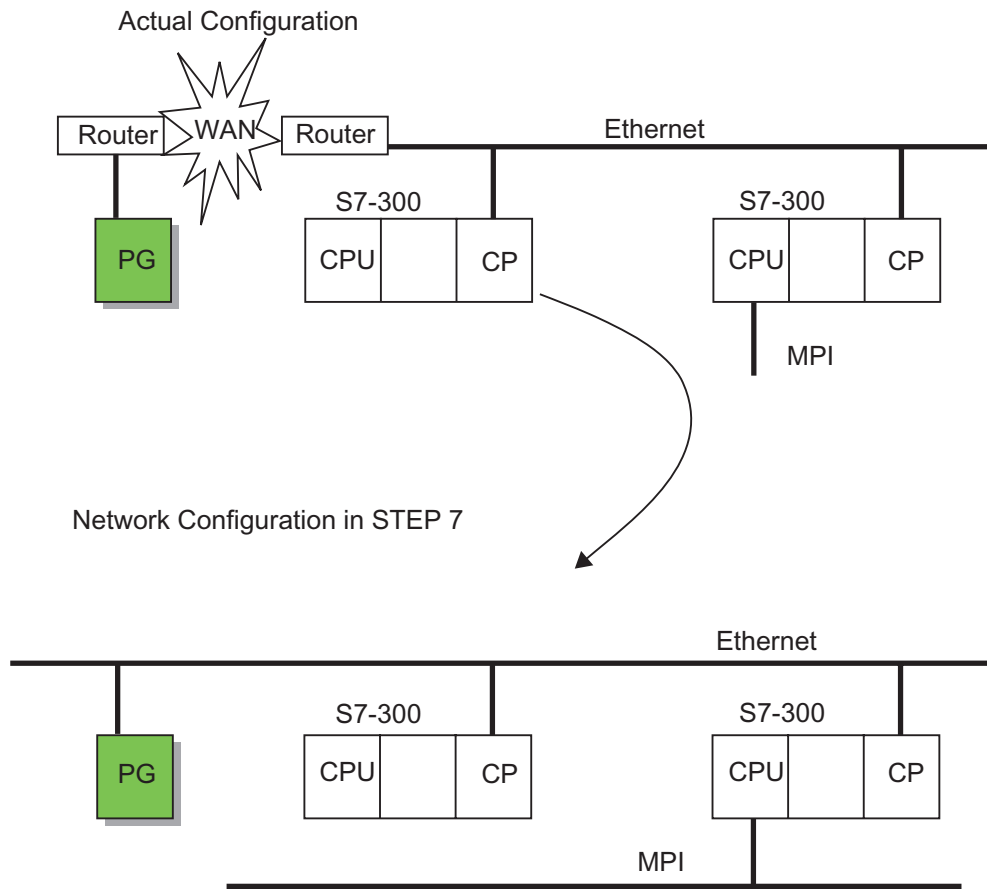 Actual Configuration
Router
WAN
Router
Ethernet
S7-300
S7-300
PG
CPU
CP
CPU
CP
MPI
Network Configuration in STEP 7
Ethernet
S7-300
S7-300
PG
CPU
CP
CPU
CP
MPI